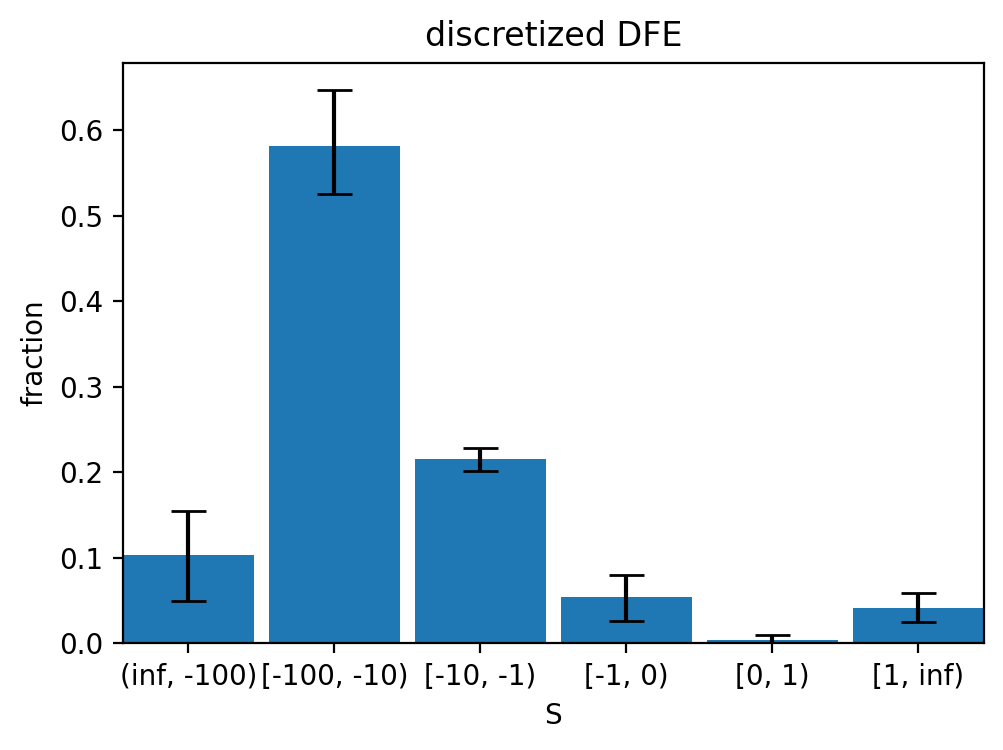 discretized DFE
fraction
0.6
0.5
0.4
0.3
0.2
0.1
0.0
(inf, -100) [-100, -10) [-10, -1) [-1, 0) [0, 1) [1, inf)
S